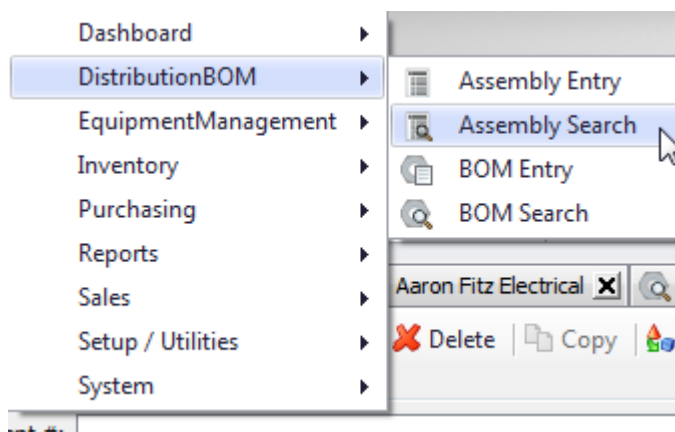 Dashboard
DistributionBOM
EquipmentManagement
Inventory
Purchasing
Reports
Sales
Setup / Utilities
System
Assembly Entry
Assembly Search
BOM Entry
BOM Search
Aaron Fitz Electrical
Delete
Copy